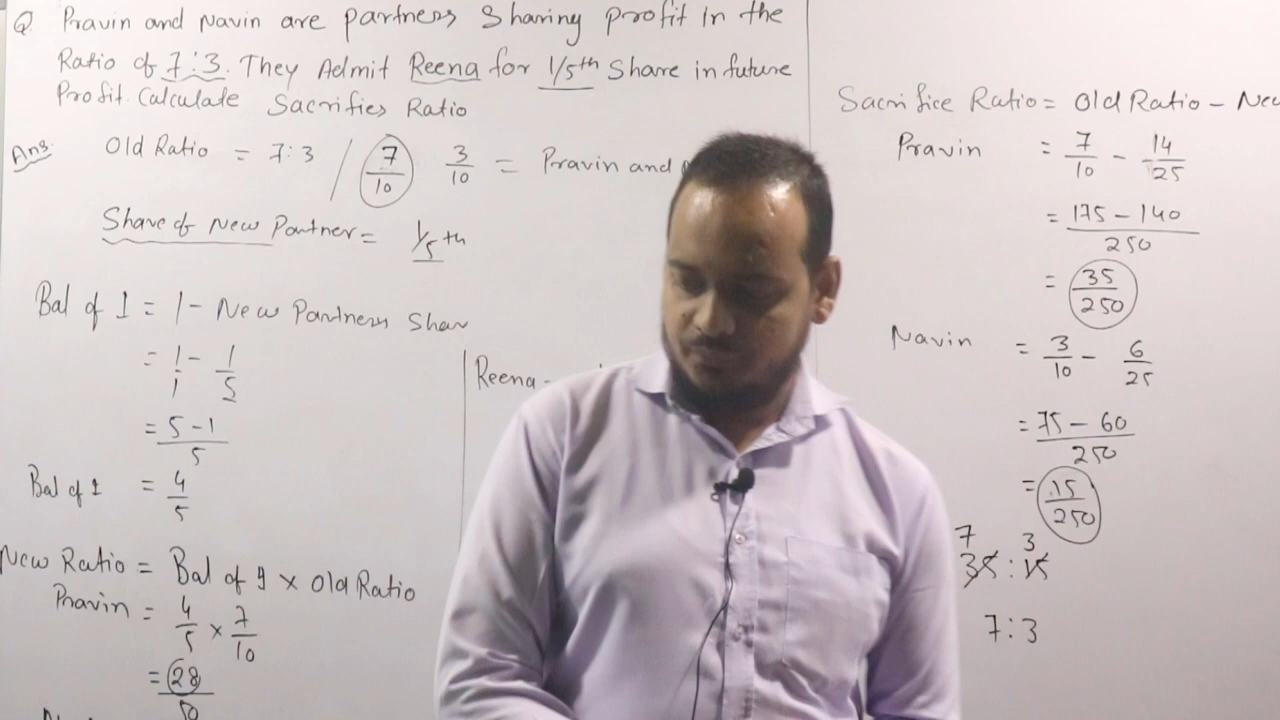 Q. Pravin and Navin are partners Sharing profit in the
Ratio of 7:3. They Admit Reena for 1/5th Share in future
Profit. Calculate Sacrifies Ratio
Ans:
Old Ratio = 7:3 / 7/10 3/10 = Pravin and
Share of New Partner = 1/5 th
Bal of 1 = 1 - New Partners Shar
= 1/1 - 1/5
= 5-1/5
Bal of 1 = 4/5
New Ratio = Bal of 1 × Old Ratio
Pravin = 4/5 × 7/10
= 28/50
Reena -
Sacrifice Ratio = Old Ratio - New
Pravin = 7/10 - 14/25
= 175 - 140/250
= 35/250
Navin = 3/10 - 6/25
= 75 - 60/250
= 15/250
7 3
35 : 15
7:3